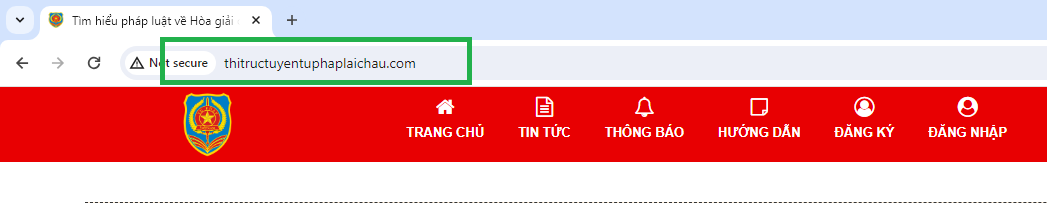 Tìm hiểu pháp luật về Hòa giải
Not secure thitructuyentuphaplaichau.com
TRANG CHỦ TIN TỨC THÔNG BÁO HƯỚNG DẪN ĐĂNG KÝ ĐĂNG NHẬP